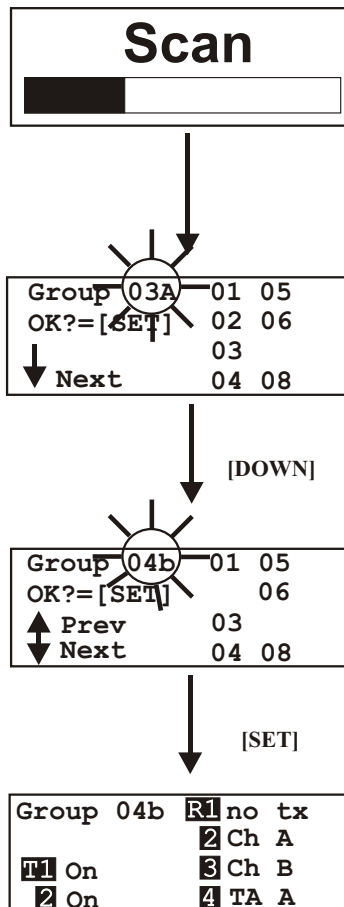 Scan
Group 03A 01 05
OK?=[SET] 02 06
03
Next 04 08
[DOWN]
Group 04b 01 05
OK?=[SET] 06
Prev 03
Next 04 08
[SET]
Group 04b R1 no tx
2 Ch A
T1 On 3 Ch B
2 On 4 TA A